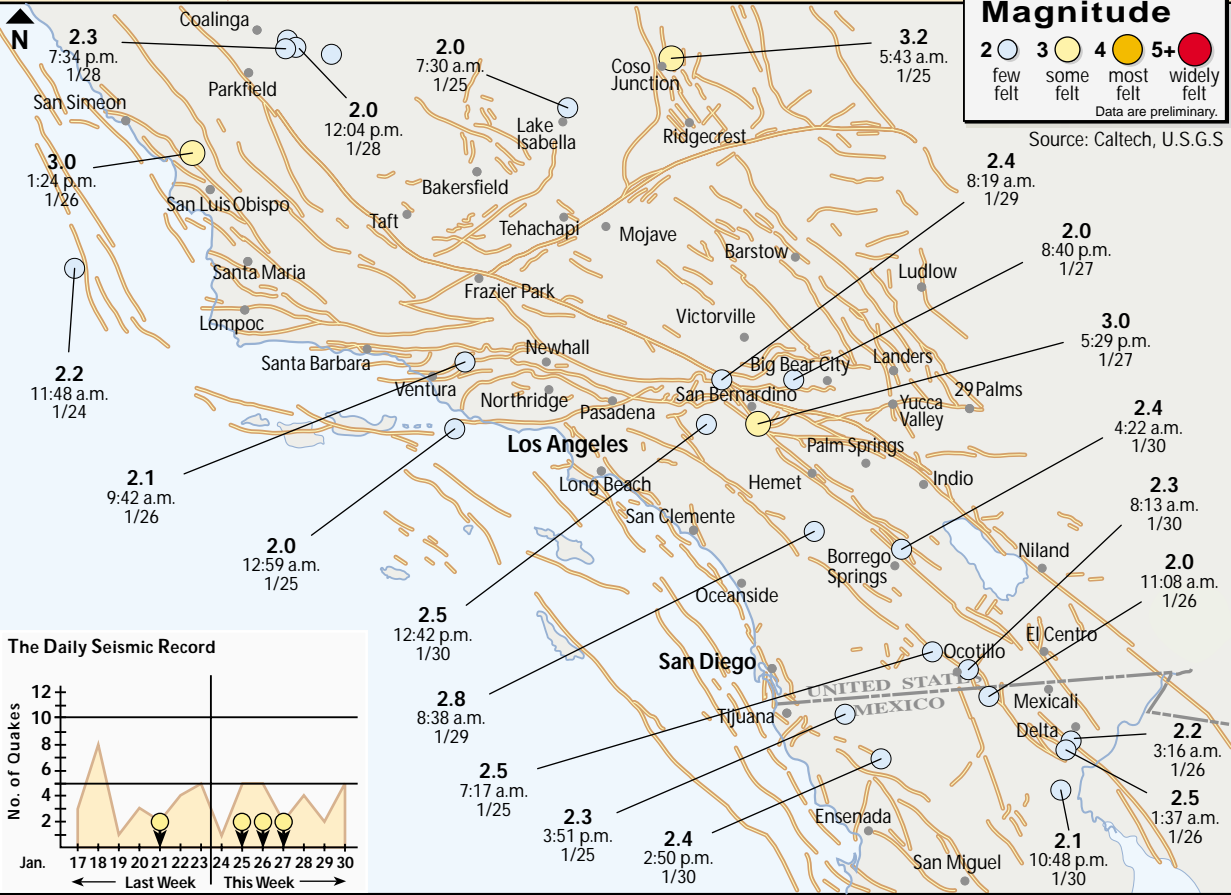 N
Coalinga
2.3
7:34 p.m.
1/28
San Simeon
Parkfield
2.0
12:04 p.m.
1/28
2.0
7:30 a.m.
1/25
Lake
Isabella
Coso
Junction
Ridgecrest
3.2
5:43 a.m.
1/25
Magnitude
2 3 4 5+
few felt
some felt
most felt
widely felt
Data are preliminary.
Source: Caltech, U.S.G.S
3.0
1:24 p.m.
1/26
San Luis Obispo
Bakersfield
Taft
Tehachapi
Mojave
2.4
8:19 a.m.
1/29
Barstow
2.0
8:40 p.m.
1/27
Ludlow
Santa Maria
Frazier Park
Lompoc
Victorville
3.0
5:29 p.m.
1/27
2.2
11:48 a.m.
1/24
Santa Barbara
Ventura
Newhall
Northridge
Pasadena
Big Bear City
San Bernardino
Landers
29 Palms
Yucca
Valley
Los Angeles
Long Beach
Palm Springs
Hemet
Indio
2.4
4:22 a.m.
1/30
2.1
9:42 a.m.
1/26
San Clemente
2.3
8:13 a.m.
1/30
2.0
12:59 a.m.
1/25
Borrego
Springs
Niland
2.0
11:08 a.m.
1/26
Oceanside
2.5
12:42 p.m.
1/30
El Centro
Ocotillo
San Diego
UNITED STATES
MEXICO
Mexicali
Tijuana
2.8
8:38 a.m.
1/29
Delta
2.2
3:16 a.m.
1/26
2.5
7:17 a.m.
1/25
2.5
1:37 a.m.
1/26
2.3
3:51 p.m.
1/25
2.4
2:50 p.m.
1/30
Ensenada
2.1
10:48 p.m.
1/30
San Miguel
The Daily Seismic Record
No. of Quakes
12
10
8
6
4
2
Jan. 17 18 19 20 21 22 23 24 25 26 27 28 29 30
Last Week This Week